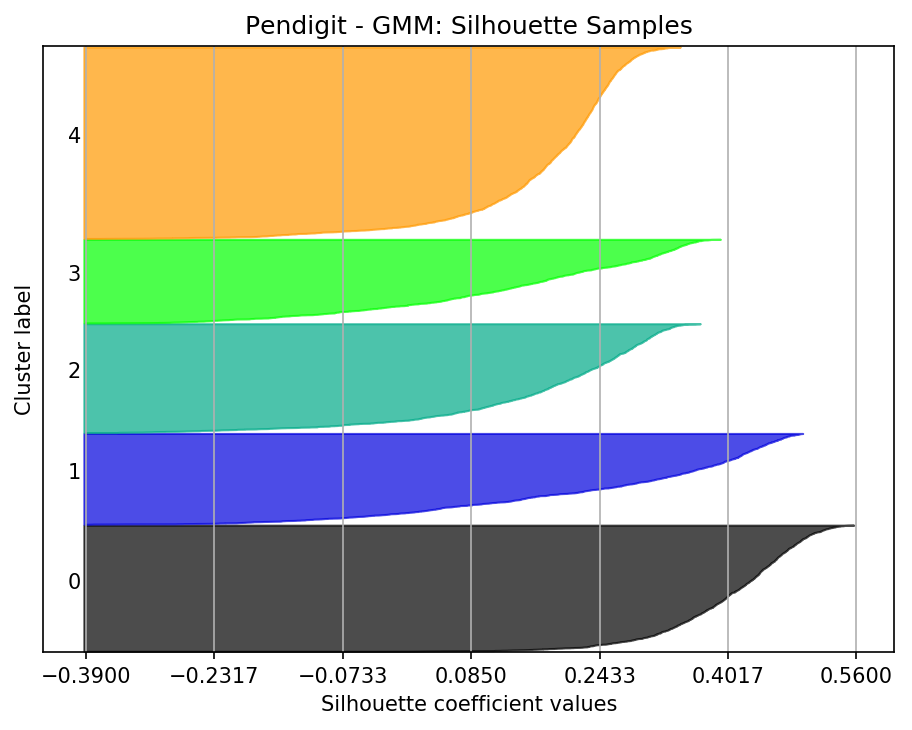 Pendigit - GMM: Silhouette Samples
4
3
2
1
0
Cluster label
−0.3900 −0.2317 −0.0733 0.0850 0.2433 0.4017 0.5600
Silhouette coefficient values